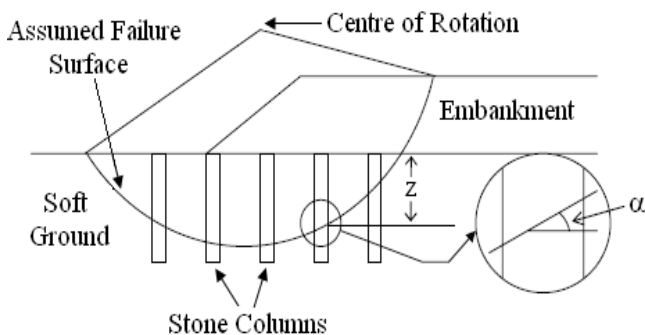 Centre of Rotation
Assumed Failure
Surface
Embankment
z
α
Soft
Ground
Stone Columns